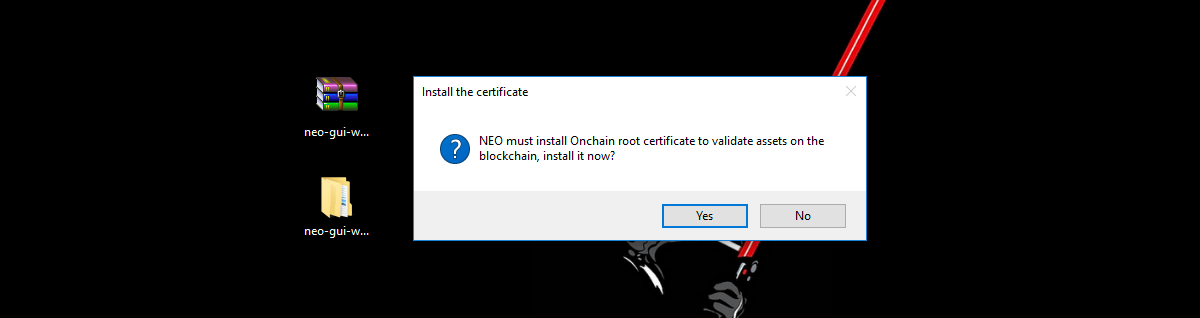 neo-gui-w...
neo-gui-w...
Install the certificate
NEO must install Onchain root certificate to validate assets on the
blockchain, install it now?
Yes
No